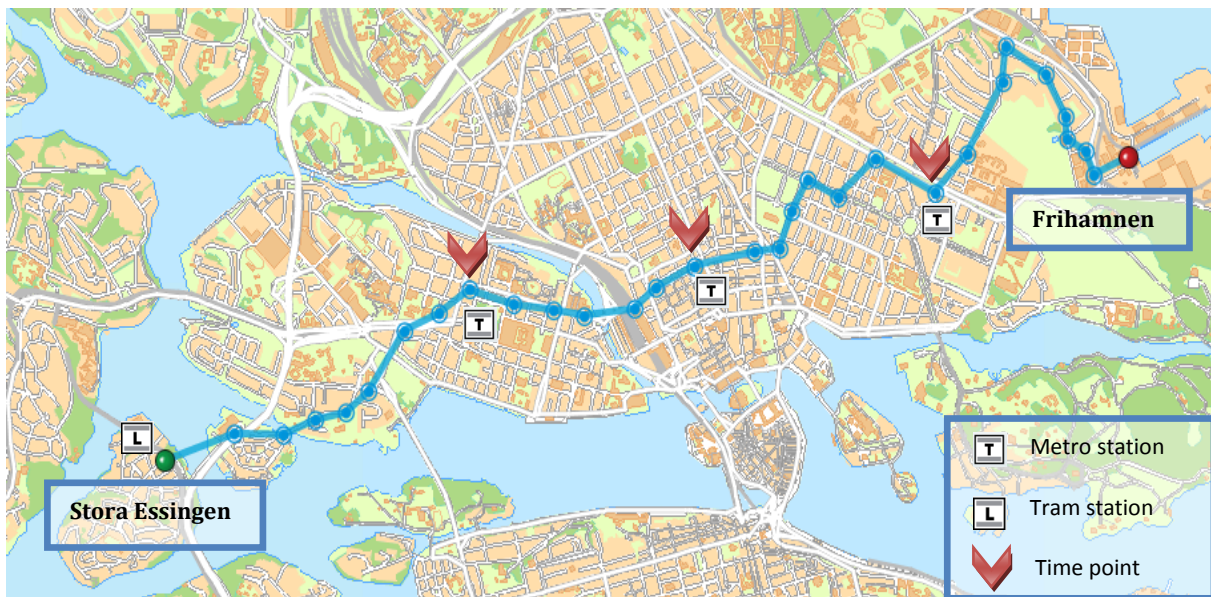 T
Frihamnen
T
T
L
Stora Essingen
T Metro station
L Tram station
Time point